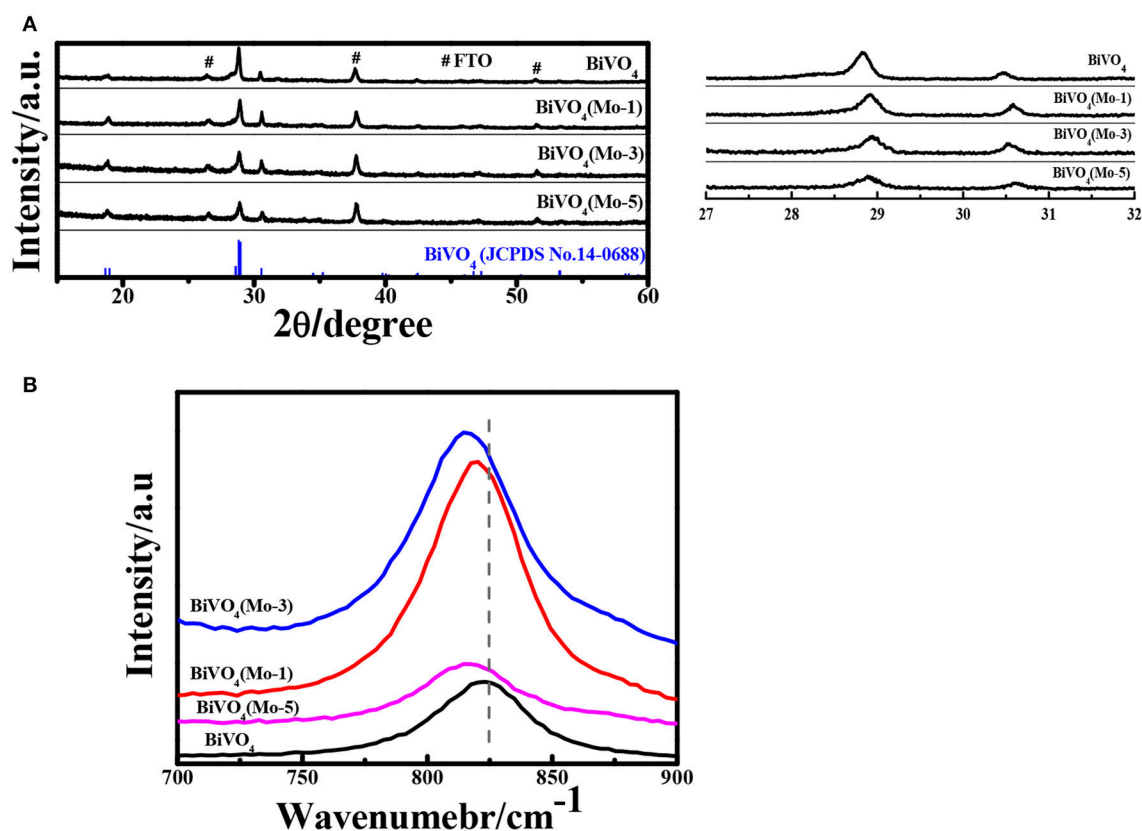 A
Intensity/a.u.
# # # FTO #
BiVO4
BiVO4(Mo-1)
BiVO4(Mo-3)
BiVO4(Mo-5)
BiVO4 (JCPDS No.14-0688)
20 30 40 50 60
2θ/degree
BiVO4
BiVO4(Mo-1)
BiVO4(Mo-3)
BiVO4(Mo-5)
27 28 29 30 31 32
B
Intensity/a.u
BiVO4(Mo-3)
BiVO4(Mo-1)
BiVO4(Mo-5)
BiVO4
700 750 800 850 900
Wavenumebr/cm-1